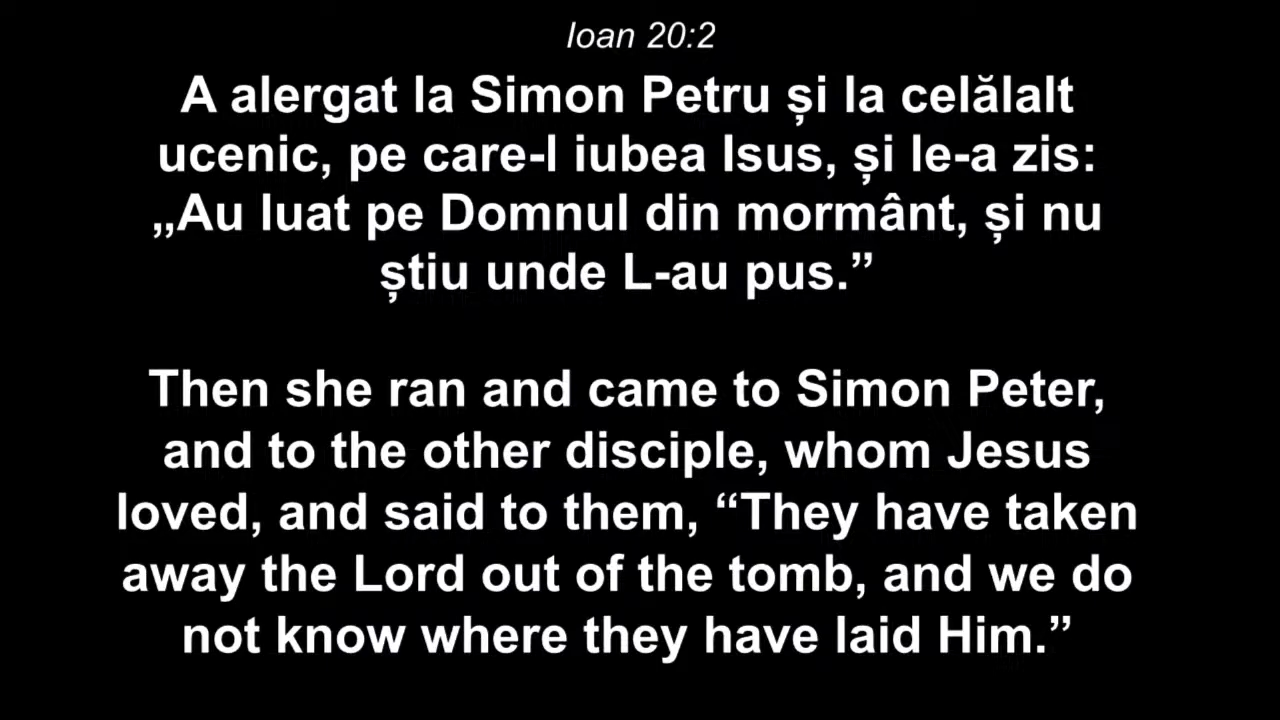 Ioan 20:2
A alergat la Simon Petru și la celălalt
ucenic, pe care-l iubea Isus, și le-a zis:
„Au luat pe Domnul din mormânt, și nu
știu unde L-au pus.”
Then she ran and came to Simon Peter,
and to the other disciple, whom Jesus
loved, and said to them, “They have taken
away the Lord out of the tomb, and we do
not know where they have laid Him.”